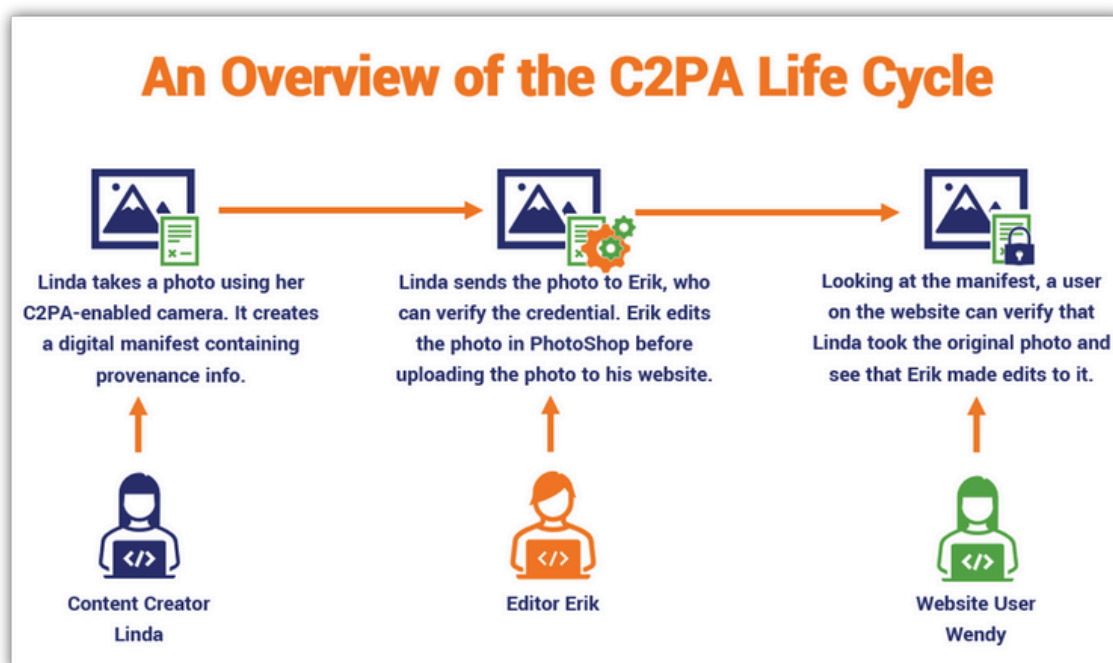 An Overview of the C2PA Life Cycle
Linda takes a photo using her
C2PA-enabled camera. It creates
a digital manifest containing
provenance info.
Linda sends the photo to Erik, who
can verify the credential. Erik edits
the photo in PhotoShop before
uploading the photo to his website.
Looking at the manifest, a user
on the website can verify that
Linda took the original photo and
see that Erik made edits to it.
</>
Content Creator
Linda
</>
Editor Erik
</>
Website User
Wendy